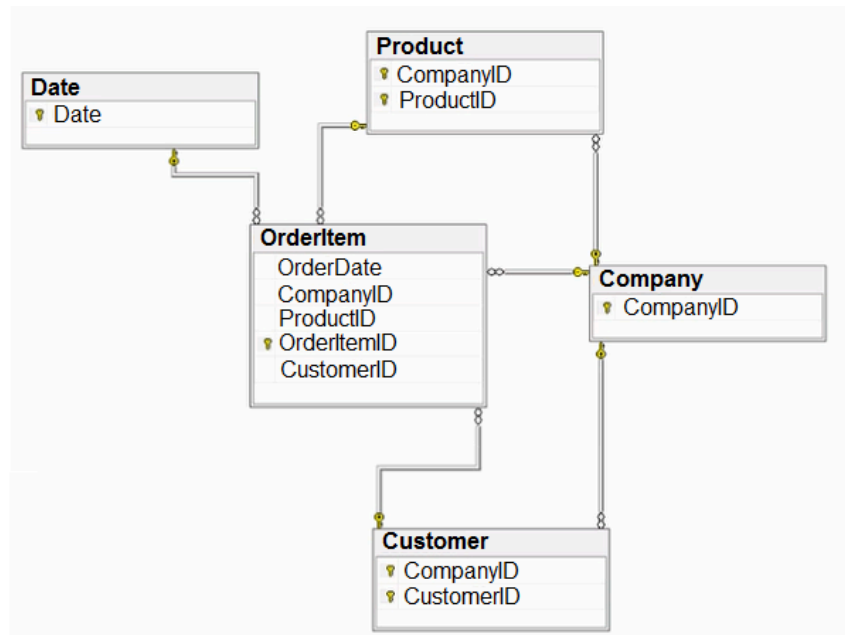 Product
CompanyID
ProductID
Date
Date
OrderItem
OrderDate
CompanyID
ProductID
OrderItemID
CustomerID
Company
CompanyID
Customer
CompanyID
CustomerID